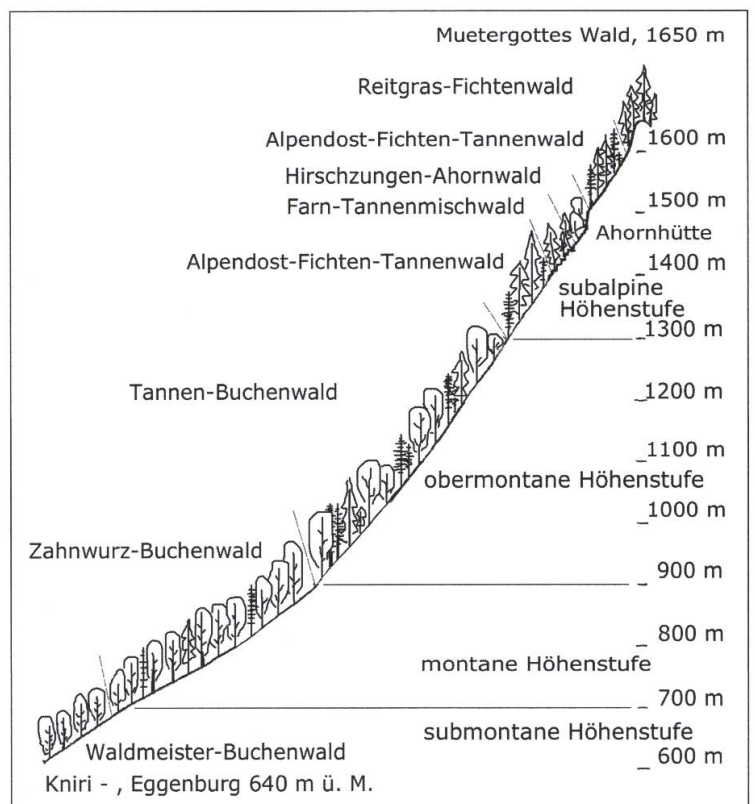 Muetergottes Wald, 1650 m
Reitgras-Fichtenwald
Alpendost-Fichten-Tannenwald
_ 1600 m
Hirschzungen-Ahornwald
Farn-Tannenmischwald
_ 1500 m
Ahornhütte
Alpendost-Fichten-Tannenwald
_ 1400 m
subalpine
Höhenstufe
_ 1300 m
Tannen-Buchenwald
_ 1200 m
_ 1100 m
obermontane Höhenstufe
_ 1000 m
Zahnwurz-Buchenwald
_ 900 m
_ 800 m
montane Höhenstufe
_ 700 m
submontane Höhenstufe
Waldmeister-Buchenwald
_ 600 m
Kniri - , Eggenburg 640 m ü. M.